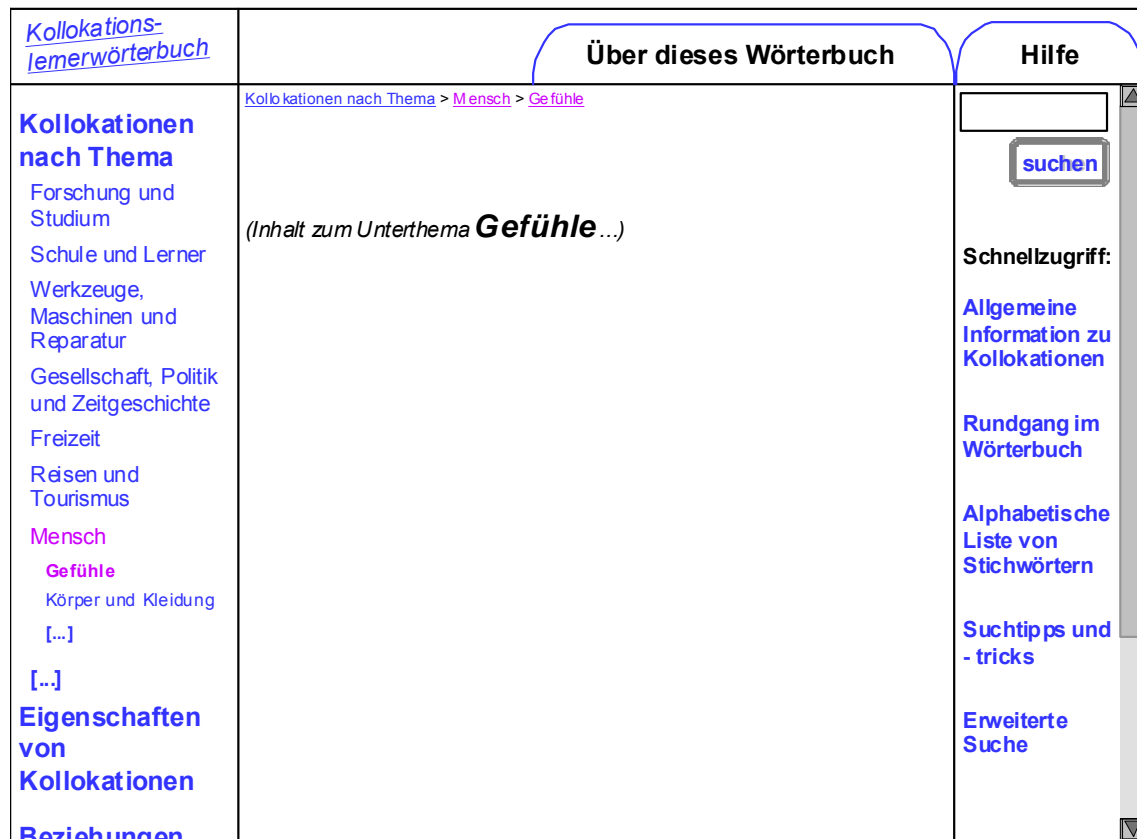 Kollokations-
lernerwörterbuch
Über dieses Wörterbuch
Hilfe
Kollokationen nach Thema > Mensch > Gefühle
Kollokationen
nach Thema
Forschung und
Studium
Schule und Lerner
Werkzeuge,
Maschinen und
Reparatur
Gesellschaft, Politik
und Zeitgeschichte
Freizeit
Reisen und
Tourismus
Mensch
Gefühle
Körper und Kleidung
[...]
[...]
Eigenschaften
von
Kollokationen
Beziehungen
(Inhalt zum Unterthema Gefühle...)
suchen
Schnellzugriff:
Allgemeine
Information zu
Kollokationen
Rundgang im
Wörterbuch
Alphabetische
Liste von
Stichwörtern
Suchtipps und
- tricks
Erweiterte
Suche